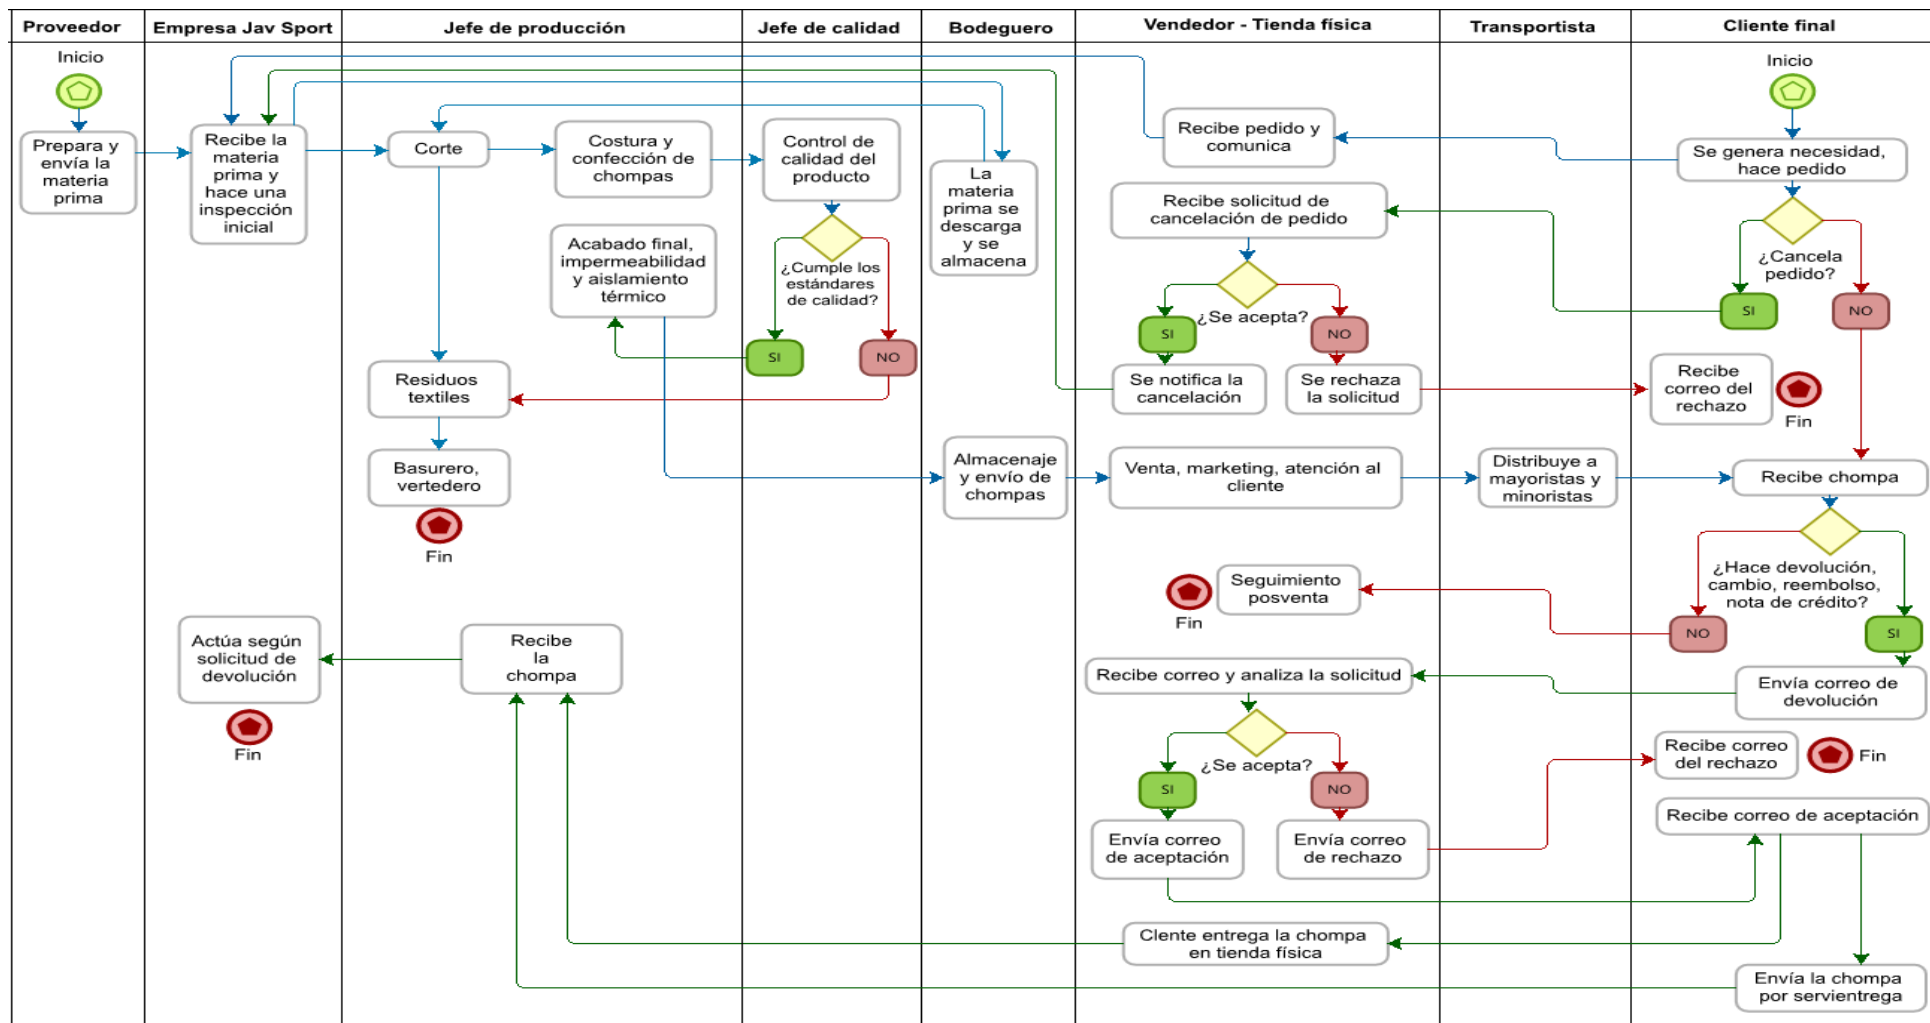 Proveedor
Empresa Jav Sport
Jefe de producción
Jefe de calidad
Bodeguero
Vendedor - Tienda física
Transportista
Cliente final
Inicio
Prepara y
envía la
materia
prima
Recibe la
materia
prima y
hace una
inspección
inicial
Corte
Costura y
confección de
chompas
Control de
calidad del
producto
La
materia
prima se
descarga
y se
almacena
Recibe pedido y
comunica
Inicio
Se genera necesidad,
hace pedido
Recibe solicitud de
cancelación de pedido
¿Cancela
pedido?
SI
NO
Acabado final,
impermeabilidad
y aislamiento
térmico
¿Cumple los
estándares
de calidad?
SI
NO
¿Se acepta?
SI
NO
Se notifica la
cancelación
Se rechaza
la solicitud
Recibe
correo del
rechazo
Fin
Residuos
textiles
Basurero,
vertedero
Fin
Almacenaje
y envío de
chompas
Venta, marketing, atención al
cliente
Distribuye a
mayoristas y
minoristas
Recibe chompa
¿Hace devolución,
cambio, reembolso,
nota de crédito?
NO
SI
Seguimiento
posventa
Fin
Actúa según
solicitud de
devolución
Fin
Recibe
la
chompa
Recibe correo y analiza la solicitud
Envía correo de
devolución
¿Se acepta?
SI
NO
Recibe correo
del rechazo
Fin
Envía correo
de aceptación
Envía correo
de rechazo
Recibe correo de aceptación
Clente entrega la chompa
en tienda física
Envía la chompa
por servientrega